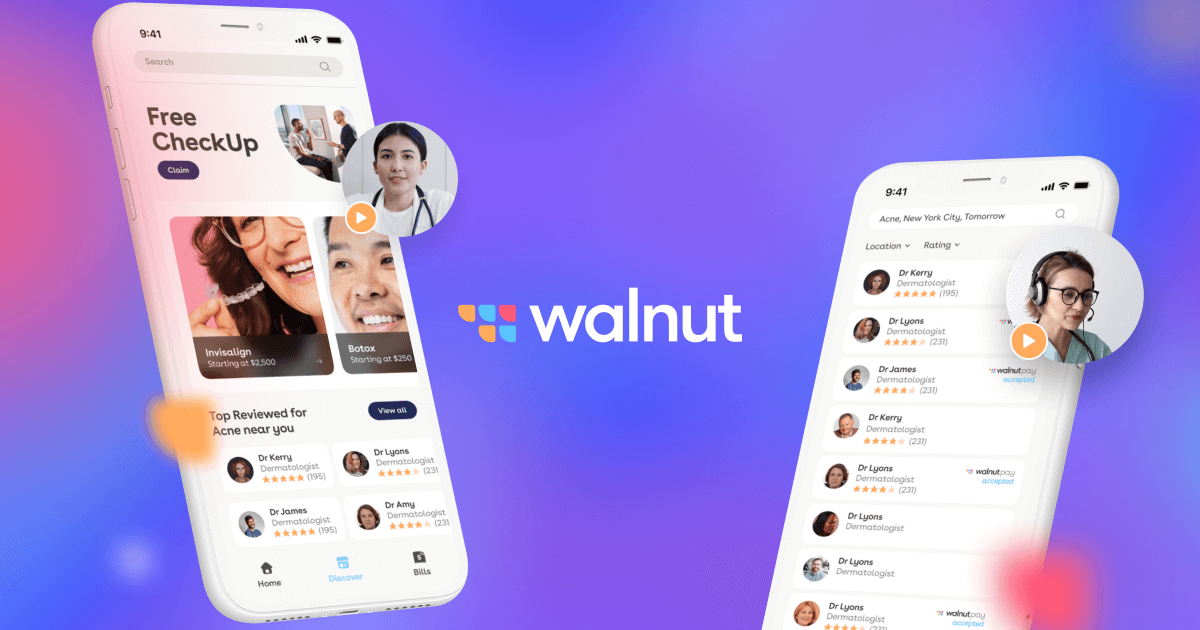 9:41
Search
Free
CheckUp
Claim
Invisalign
Starting at $2,500
Botox
Starting at $250
Top Reviewed for
Acne near you
View all
Dr Kerry
Dermatologist
(195)
Dr Lyons
Dermatologist
(231
Dr James
Dermatologist
(195)
Dr Amy
Dermatologist
(231
Home
Discover
Bills
walnut
9:41
Acne, New York City, Tomorrow
Location
Rating
Dr Kerry
Dermatologist
(195)
Dr Lyons
Dermatologist
(231)
Dr James
Dermatologist
(231)
walnutpay
accepted
Dr Kerry
Dermatologist
(231)
Dr Lyons
Dermatologist
(231)
walnutpay
accepted
Dr Lyons
Dermatologist
Dr Lyons
Dermatologist
Dr Lyons
Dermatologist
(231)
walnutpay
accepted